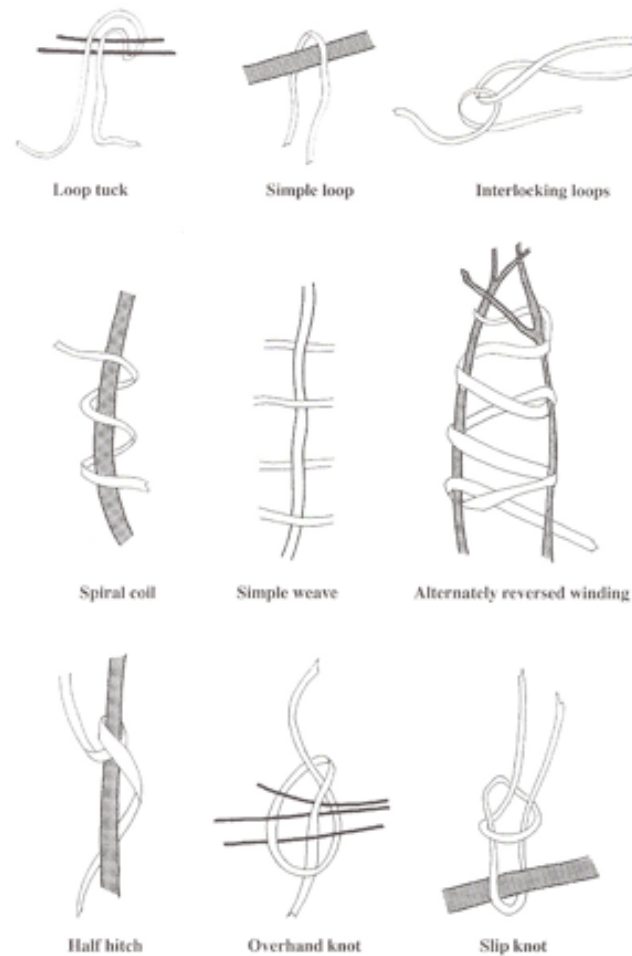 Loop tuck
Simple loop
Interlocking loops
Spiral coil
Simple weave
Alternately reversed winding
Half hitch
Overhand knot
Slip knot